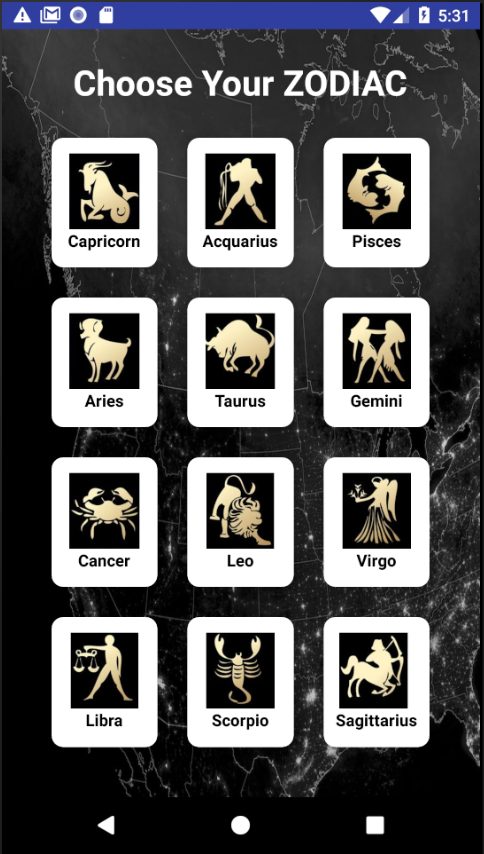 5:31
Choose Your ZODIAC
Capricorn
Acquarius
Pisces
Aries
Taurus
Gemini
Cancer
Leo
Virgo
Libra
Scorpio
Sagittarius